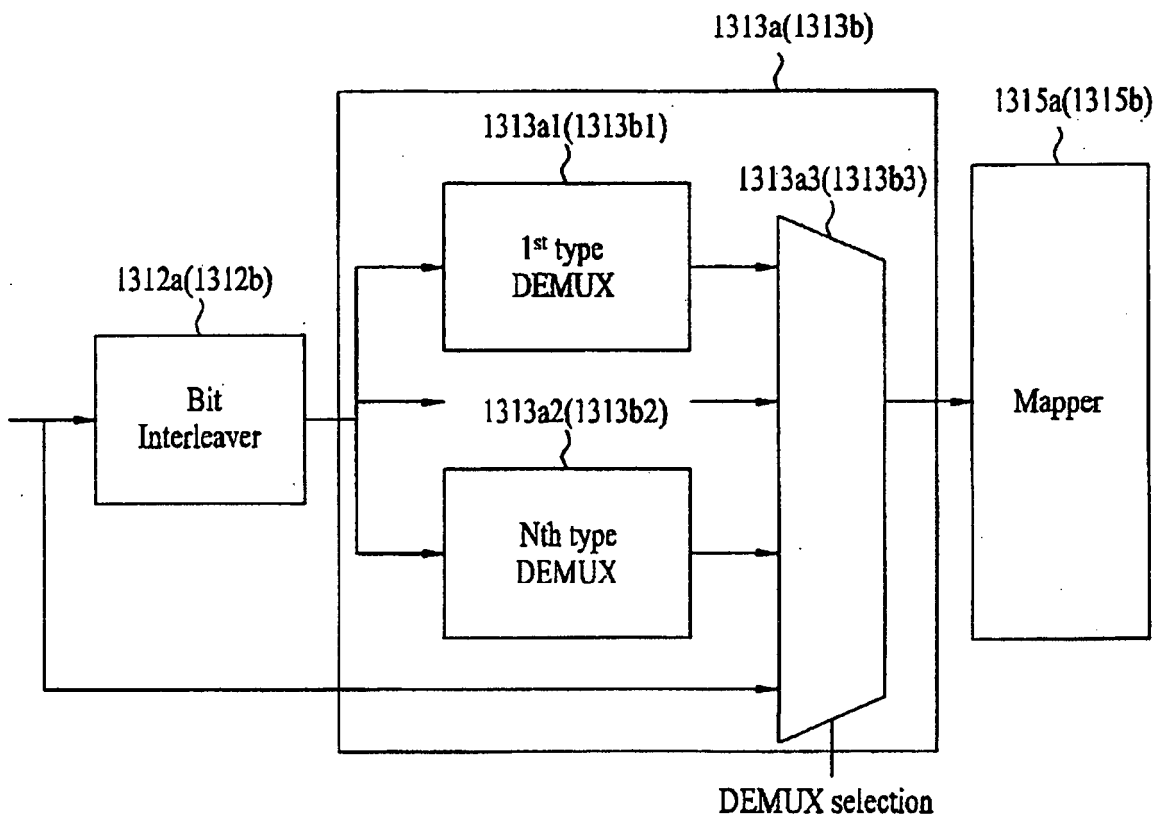 1313a(1313b)
1315a(1315b)
1313a1(1313b1)
1313a3(1313b3)
1st type
DEMUX
1312a(1312b)
Bit
Interleaver
1313a2(1313b2)
Mapper
Nth type
DEMUX
DEMUX selection